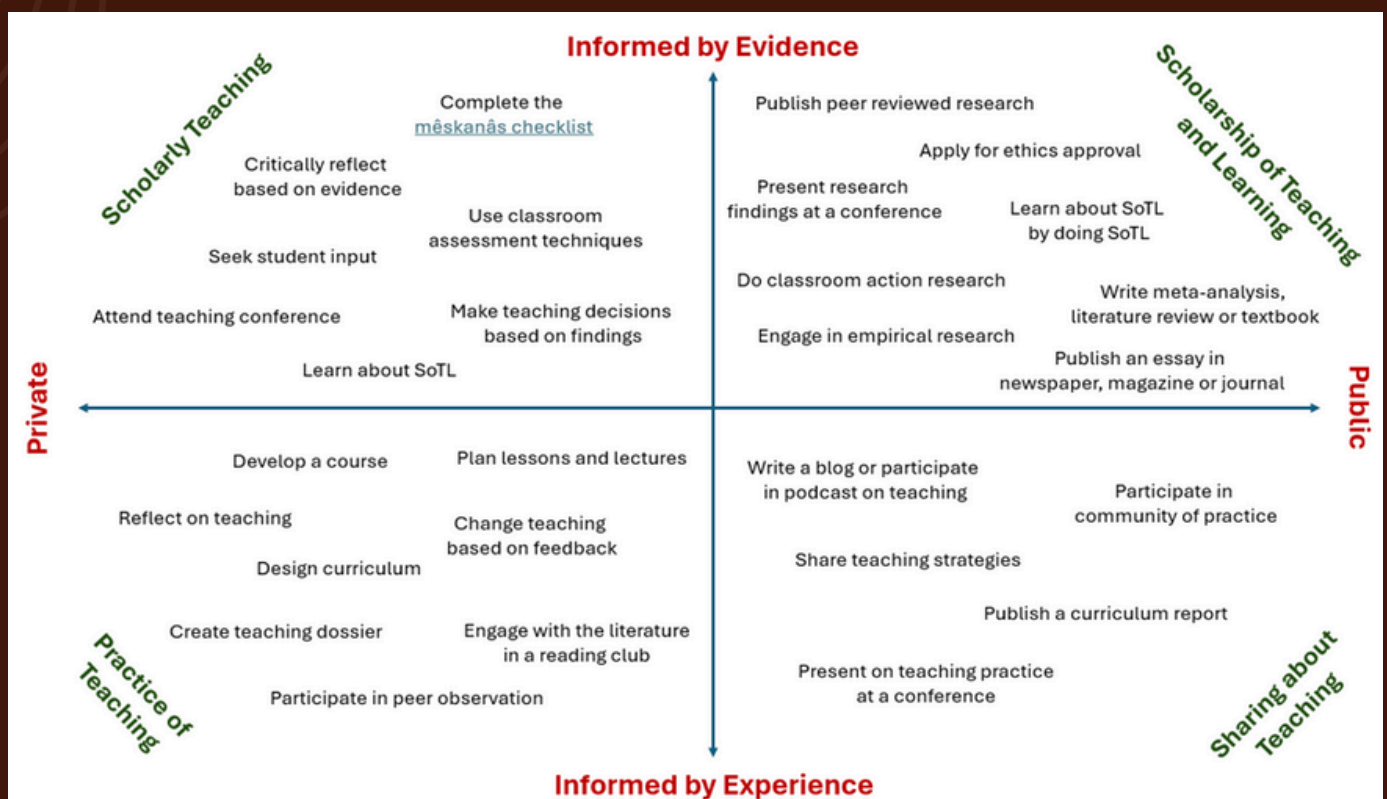 Informed by Evidence
Scholarly Teaching
Complete the
mêskanâs checklist
Critically reflect
based on evidence
Use classroom
assessment techniques
Seek student input
Attend teaching conference
Make teaching decisions
based on findings
Learn about SoTL
Publish peer reviewed research
Scholarship of Teaching
and Learning
Apply for ethics approval
Present research
findings at a conference
Learn about SoTL
by doing SoTL
Do classroom action research
Write meta-analysis,
literature review or textbook
Engage in empirical research
Publish an essay in
newspaper, magazine or journal
Private
Public
Develop a course
Plan lessons and lectures
Reflect on teaching
Change teaching
based on feedback
Design curriculum
Create teaching dossier
Engage with the literature
in a reading club
Participate in peer observation
Practice of
Teaching
Write a blog or participate
in podcast on teaching
Participate in
community of practice
Share teaching strategies
Publish a curriculum report
Present on teaching practice
at a conference
Sharing about
Teaching
Informed by Experience